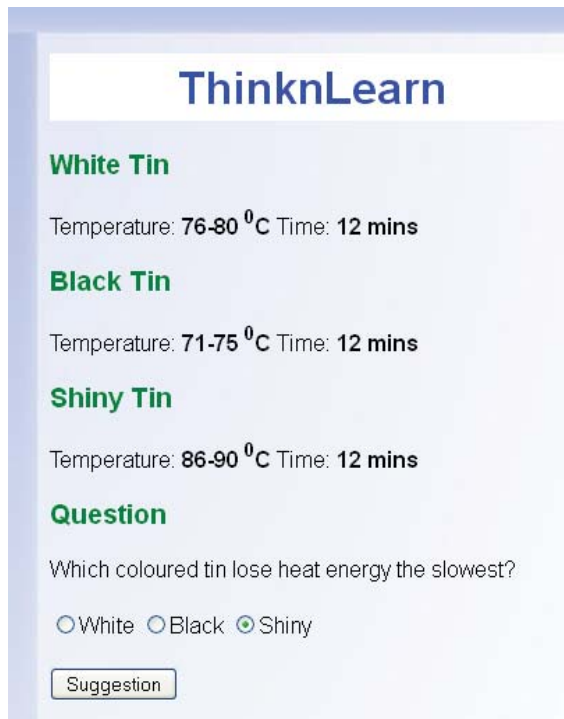 ThinknLearn
White Tin
Temperature: 76-80 ⁰C Time: 12 mins
Black Tin
Temperature: 71-75 ⁰C Time: 12 mins
Shiny Tin
Temperature: 86-90 ⁰C Time: 12 mins
Question
Which coloured tin lose heat energy the slowest?
White Black Shiny
Suggestion